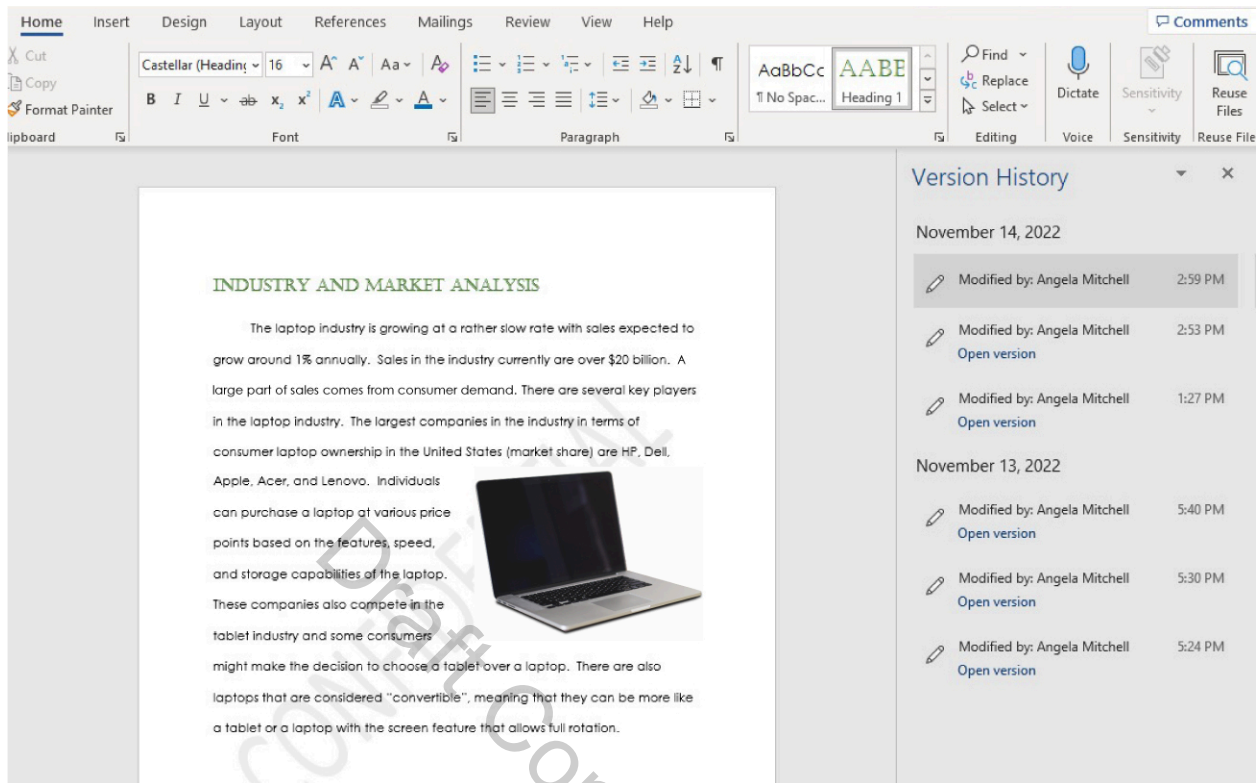 Home Insert Design Layout References Mailings Review View Help Comments
Cut
Copy
Format Painter
lipboard
Castellar (Heading 16 A A Aa A
B I U ab x2 x2 A A
Font
Paragraph
AaBbCc AABE
¶ No Spac... Heading 1
Find
Replace
Select
Editing
Dictate
Voice
Sensitivity
Sensitivity
Reuse
Files
Reuse File
INDUSTRY AND MARKET ANALYSIS
The laptop industry is growing at a rather slow rate with sales expected to
grow around 1% annually. Sales in the industry currently are over $20 billion. A
large part of sales comes from consumer demand. There are several key players
in the laptop industry. The largest companies in the industry in terms of
consumer laptop ownership in the United States (market share) are HP, Dell,
Apple, Acer, and Lenovo. Individuals
can purchase a laptop at various price
points based on the features, speed,
and storage capabilities of the laptop.
These companies also compete in the
tablet industry and some consumers
might make the decision to choose a tablet over a laptop. There are also
laptops that are considered "convertible", meaning that they can be more like
a tablet or a laptop with the screen feature that allows full rotation.
CONFIDENTIAL
Draft Co
Version History
November 14, 2022
Modified by: Angela Mitchell 2:59 PM
Modified by: Angela Mitchell 2:53 PM
Open version
Modified by: Angela Mitchell 1:27 PM
Open version
November 13, 2022
Modified by: Angela Mitchell 5:40 PM
Open version
Modified by: Angela Mitchell 5:30 PM
Open version
Modified by: Angela Mitchell 5:24 PM
Open version